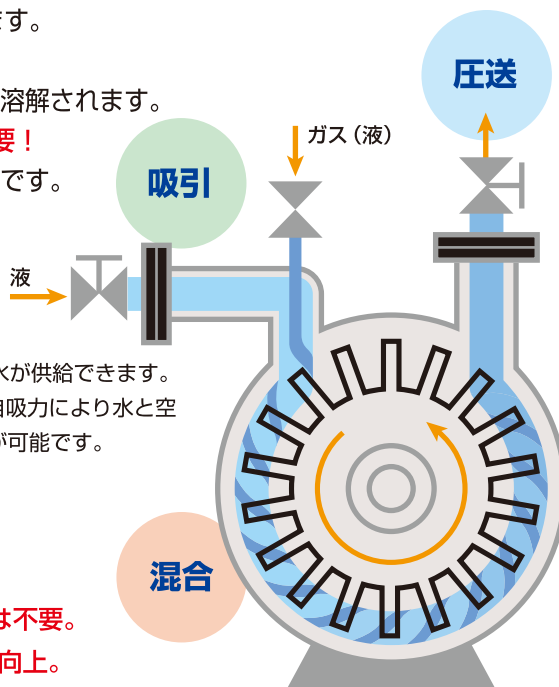 ます。
圧送
溶解されます。
要！
ガス（液）
です。
吸引
液
水が供給できます。
自吸力により水と空
が可能です。
混合
は不要。
向上。